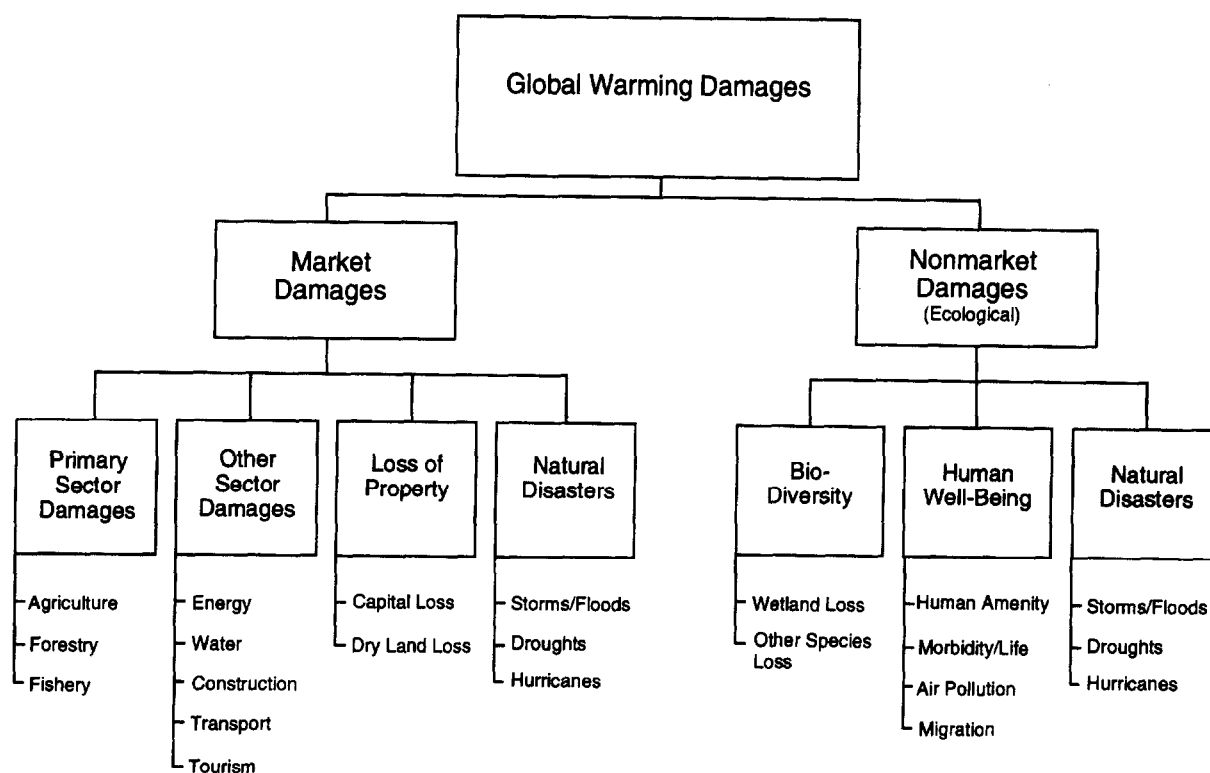 Global Warming Damages
Market
Damages
Nonmarket
Damages
(Ecological)
Primary
Sector
Damages
Other
Sector
Damages
Loss of
Property
Natural
Disasters
Bio-
Diversity
Human
Well-Being
Natural
Disasters
Agriculture
Forestry
Fishery
Energy
Water
Construction
Transport
Tourism
Capital Loss
Dry Land Loss
Storms/Floods
Droughts
Hurricanes
Wetland Loss
Other Species
Loss
Human Amenity
Morbidity/Life
Air Pollution
Migration
Storms/Floods
Droughts
Hurricanes